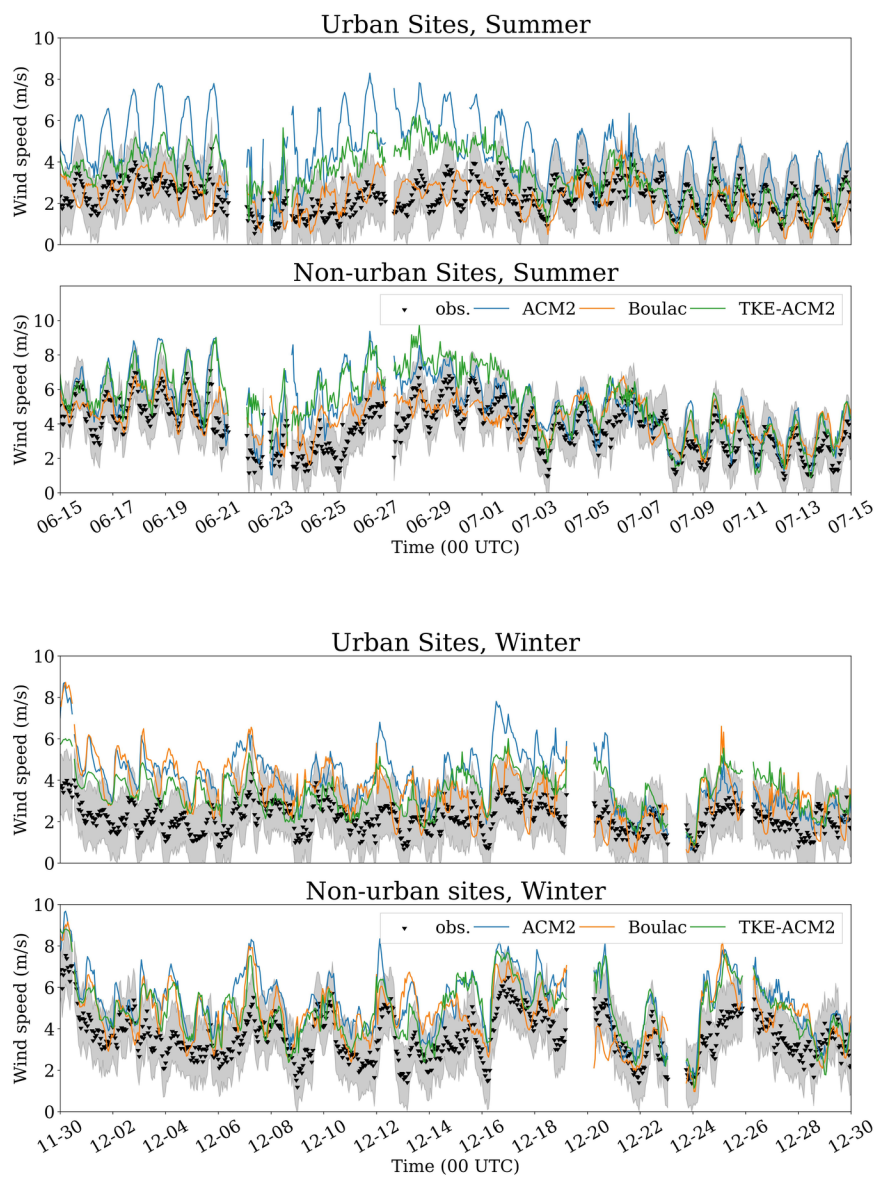 Urban Sites, Summer
10
8
6
4
2
0
Wind speed (m/s)
Non-urban Sites, Summer
obs. ACM2 Boulac TKE-ACM2
10
8
6
4
2
0
Wind speed (m/s)
06-15 06-17 06-19 06-21 06-23 06-25 06-27 06-29 07-01 07-03 07-05 07-07 07-09 07-11 07-13 07-15
Time (00 UTC)
Urban Sites, Winter
10
8
6
4
2
0
Wind speed (m/s)
Non-urban sites, Winter
obs. ACM2 Boulac TKE-ACM2
10
8
6
4
2
0
Wind speed (m/s)
11-30 12-02 12-04 12-06 12-08 12-10 12-12 12-14 12-16 12-18 12-20 12-22 12-24 12-26 12-28 12-30
Time (00 UTC)